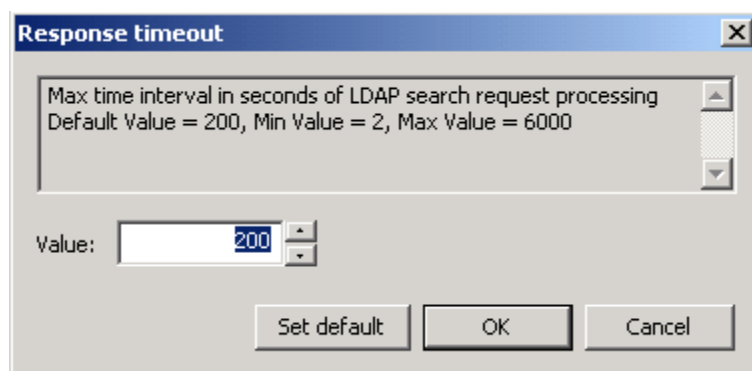 Response timeout
Max time interval in seconds of LDAP search request processing
Default Value = 200, Min Value = 2, Max Value = 6000
Value: 200
Set default OK Cancel